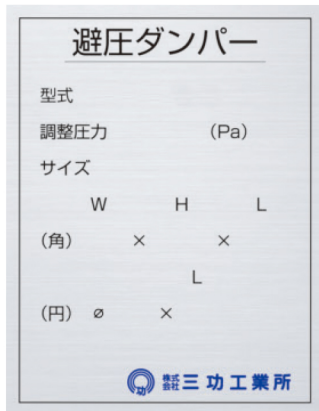 避圧ダンパー
型式
調整圧力 (Pa)
サイズ
W H L
(角) × ×
L
(円) ø ×
功 株式会社 三功工業所